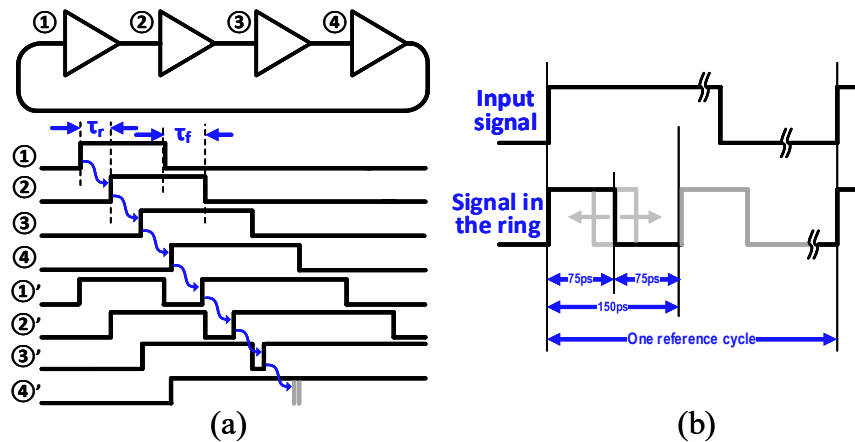 ① ② ③ ④
τr τf
①
②
③
④
①’
②’
③’
④’
(a)
Input
signal
Signal in
the ring
75ps 75ps
150ps
One reference cycle
(b)